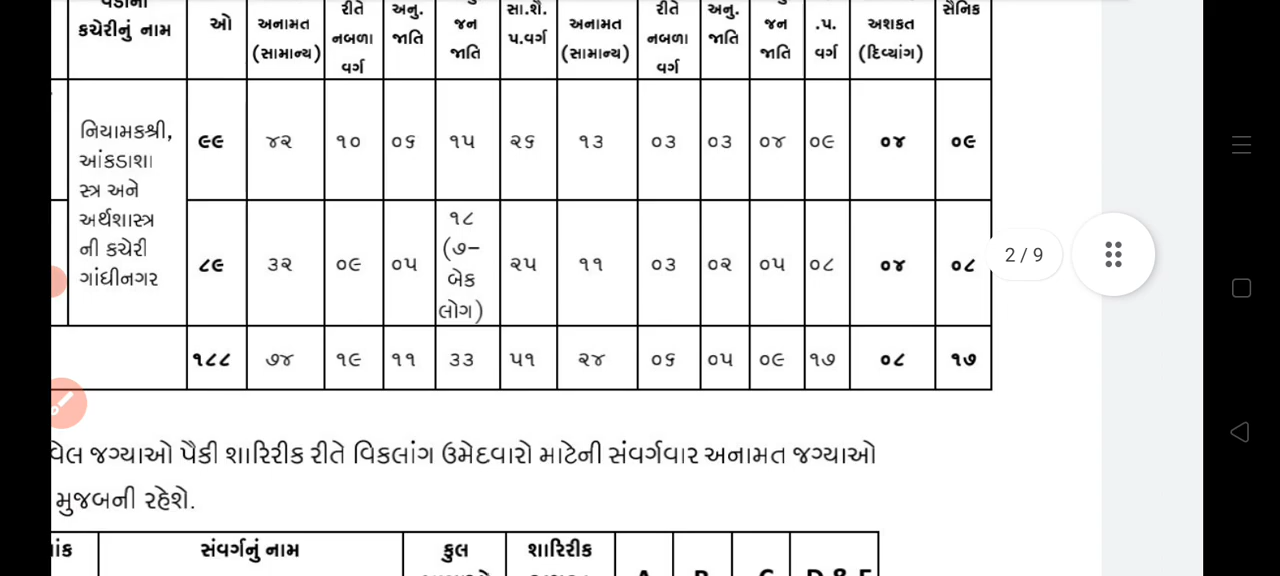 કચેરીનું નામ ઓ અનામત (સામાન્ય) રીતે નબળા વર્ગ અનુ. જાતિ જન જાતિ સા.શૈ. પ.વર્ગ અનામત (સામાન્ય) રીતે નબળા વર્ગ અનુ. જાતિ જન જાતિ .પ. વર્ગ અશકત (દિવ્યાંગ) સૈનિક
નિયામકશ્રી,
આંકડાશા
સ્ત્ર અને
અર્થશાસ્ત્ર
ની કચેરી
ગાંધીનગર
૯૯ ૪૨ ૧૦ ૦૬ ૧૫ ૨૬ ૧૩ ૦૩ ૦૩ ૦૪ ૦૯ ૦૪ ૦૯
૮૯ ૩૨ ૦૯ ૦૫ ૧૮ (૭– બેક લોગ) ૨૫ ૧૧ ૦૩ ૦૨ ૦૫ ૦૮ ૦૪ ૦૮
૧૮૮ ૭૪ ૧૯ ૧૧ ૩૩ ૫૧ ૨૪ ૦૬ ૦૫ ૦૯ ૧૭ ૦૮ ૧૭
2 / 9
વેલ જગ્યાઓ પૈકી શારિરીક રીતે વિકલાંગ ઉમેદવારો માટેની સંવર્ગવાર અનામત જગ્યાઓ
મુજબની રહેશે.
સંવર્ગનું નામ કુલ શારિરીક A B C D & E